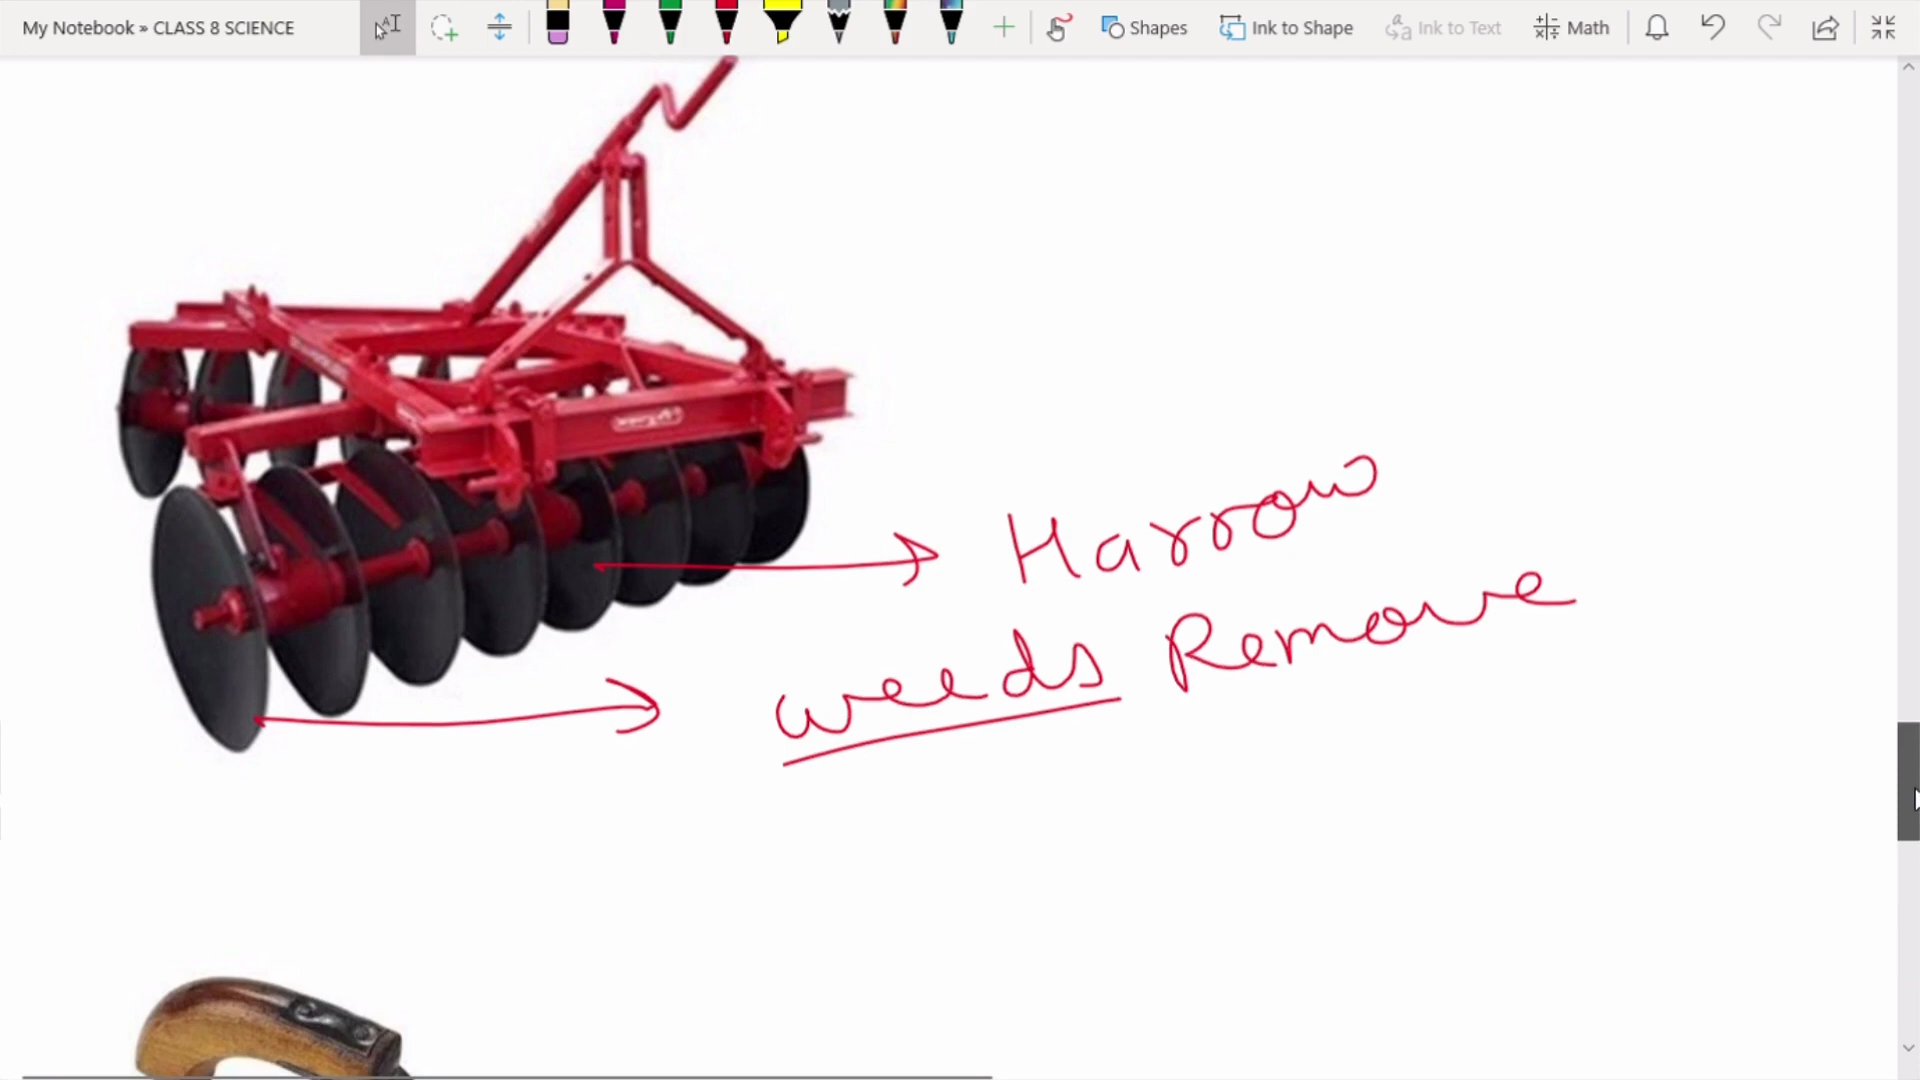 My Notebook » CLASS 8 SCIENCE
Shapes
Ink to Shape
Ink to Text
Math
Harrow
weeds Remove